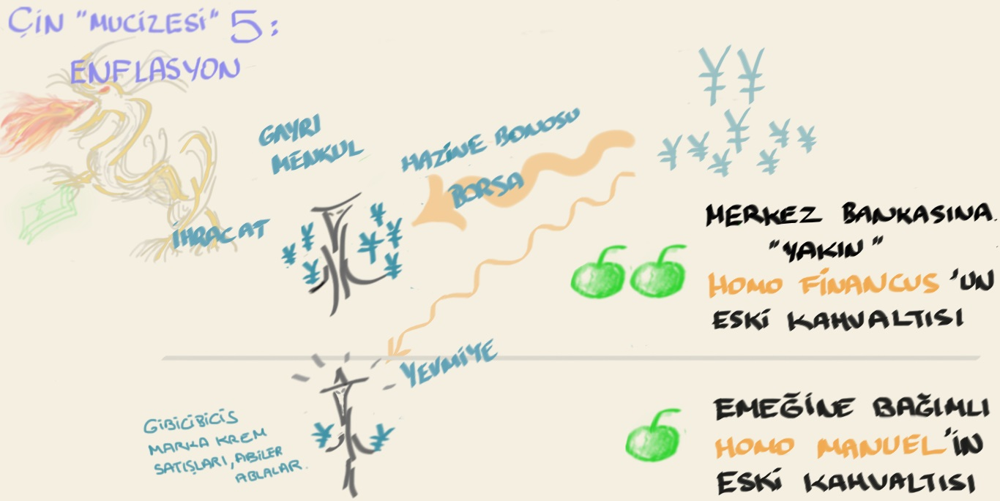 ÇİN "MUCİZESİ" 5:
ENFLASYON
GAYRI
MENKUL
HAZİNE BONOSU
BORSA
İHRACAT
¥ ¥
¥ ¥ ¥ ¥ ¥
¥ ¥
¥ ¥ ¥
¥ ¥ ¥
¥ ¥
MERKEZ BANKASINA
"YAKIN"
HOMO FİNANCUS'UN
ESKİ KAHVALTISI
YEVMİYE
GİBİCİBİCİS
MARKA KREM
SATIŞLARI, ABİLER
ABLALAR.
¥ ¥
EMEĞİNE BAĞIMLI
HOMO MANUEL'İN
ESKİ KAHVALTISI